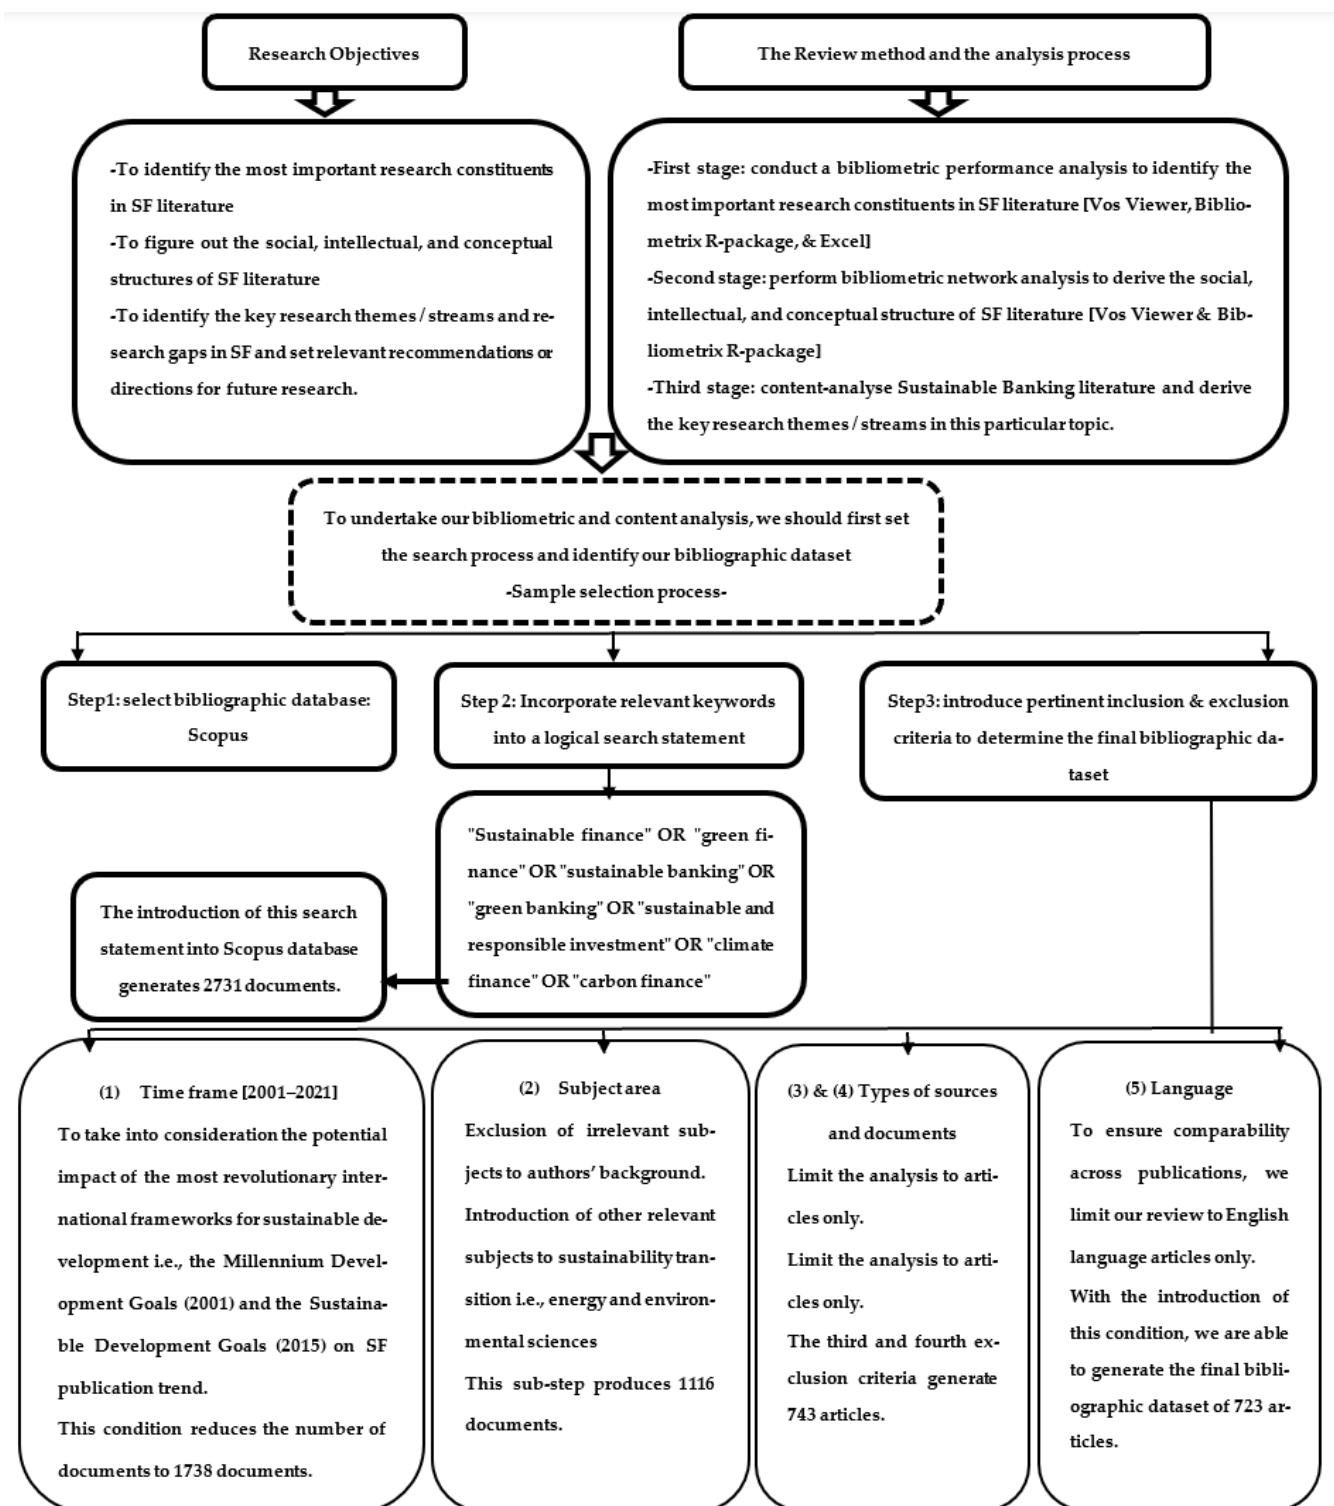 Research Objectives
The Review method and the analysis process
-To identify the most important research constituents
in SF literature
-To figure out the social, intellectual, and conceptual
structures of SF literature
-To identify the key research themes / streams and re-
search gaps in SF and set relevant recommendations or
directions for future research.
-First stage: conduct a bibliometric performance analysis to identify the
most important research constituents in SF literature [Vos Viewer, Biblio-
metrix R-package, & Excel]
-Second stage: perform bibliometric network analysis to derive the social,
intellectual, and conceptual structure of SF literature [Vos Viewer & Bib-
liometrix R-package]
-Third stage: content-analyse Sustainable Banking literature and derive
the key research themes / streams in this particular topic.
To undertake our bibliometric and content analysis, we should first set
the search process and identify our bibliographic dataset
-Sample selection process-
Step1: select bibliographic database:
Scopus
Step 2: Incorporate relevant keywords
into a logical search statement
Step3: introduce pertinent inclusion & exclusion
criteria to determine the final bibliographic da-
taset
"Sustainable finance" OR "green fi-
nance" OR "sustainable banking" OR
"green banking" OR "sustainable and
responsible investment" OR "climate
finance" OR "carbon finance"
The introduction of this search
statement into Scopus database
generates 2731 documents.
(1) Time frame [2001–2021]
To take into consideration the potential
impact of the most revolutionary inter-
national frameworks for sustainable de-
velopment i.e., the Millennium Devel-
opment Goals (2001) and the Sustaina-
ble Development Goals (2015) on SF
publication trend.
This condition reduces the number of
documents to 1738 documents.
(2) Subject area
Exclusion of irrelevant sub-
jects to authors' background.
Introduction of other relevant
subjects to sustainability tran-
sition i.e., energy and environ-
mental sciences
This sub-step produces 1116
documents.
(3) & (4) Types of sources
and documents
Limit the analysis to arti-
cles only.
Limit the analysis to arti-
cles only.
The third and fourth ex-
clusion criteria generate
743 articles.
(5) Language
To ensure comparability
across publications, we
limit our review to English
language articles only.
With the introduction of
this condition, we are able
to generate the final bibli-
ographic dataset of 723 ar-
ticles.